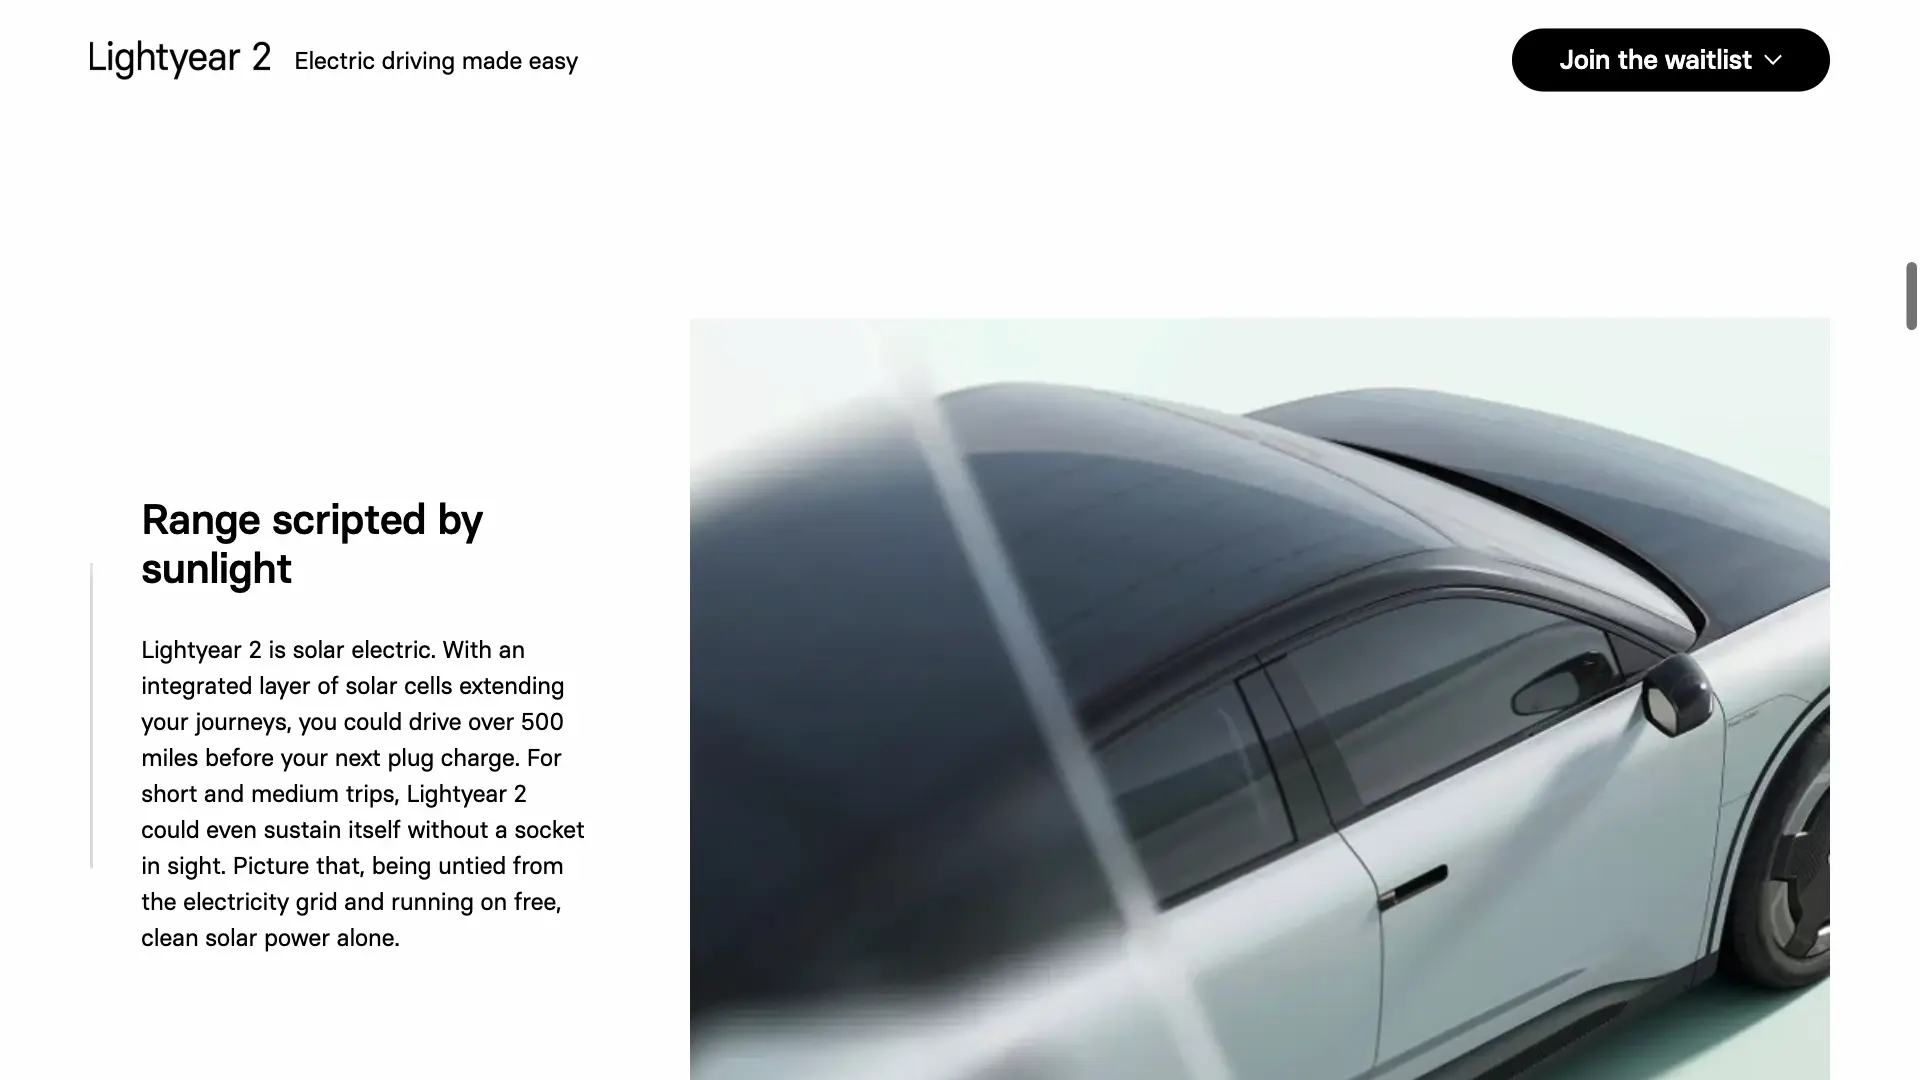 Lightyear 2 Electric driving made easy
Join the waitlist
Range scripted by
sunlight
Lightyear 2 is solar electric. With an
integrated layer of solar cells extending
your journeys, you could drive over 500
miles before your next plug charge. For
short and medium trips, Lightyear 2
could even sustain itself without a socket
in sight. Picture that, being untied from
the electricity grid and running on free,
clean solar power alone.